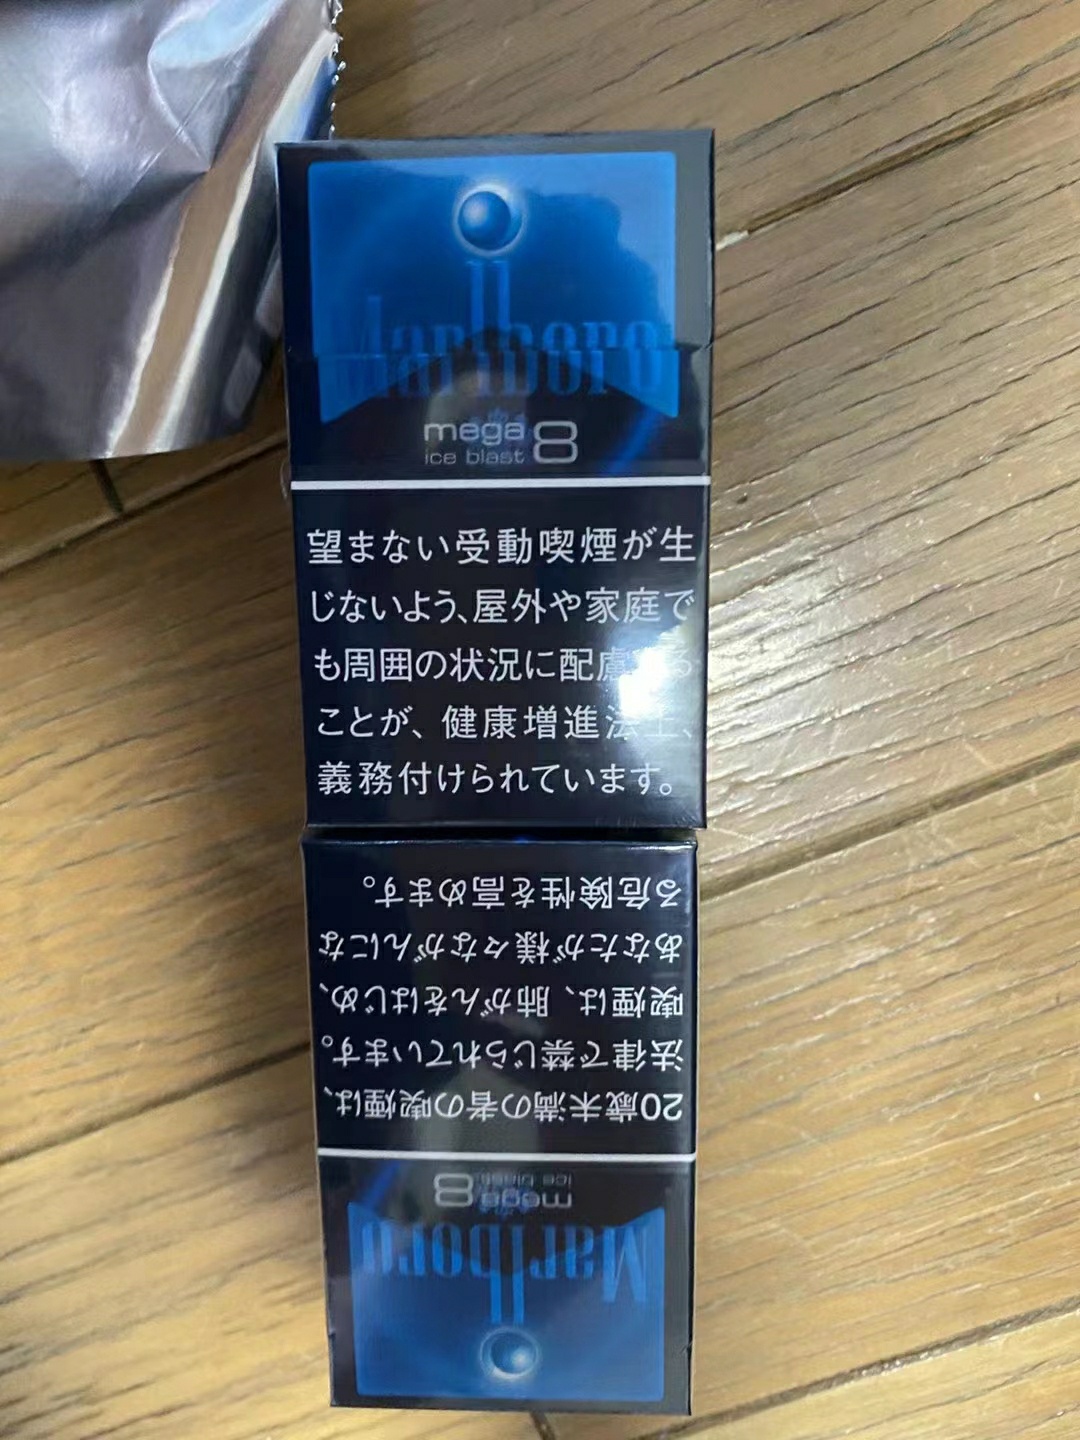 Marlboro
mega 8
ice blast
望まない受動喫煙が生
じないよう、屋外や家庭で
も周囲の状況に配慮する
ことが、健康増進法上、
義務付けられています。
Marlboro
mega 8
ice blast
20歳未満の者の喫煙は、
法律で禁じられています。
喫煙は、肺がんをはじめ、
あなたが様々ながんにな
る危険性を高めます。